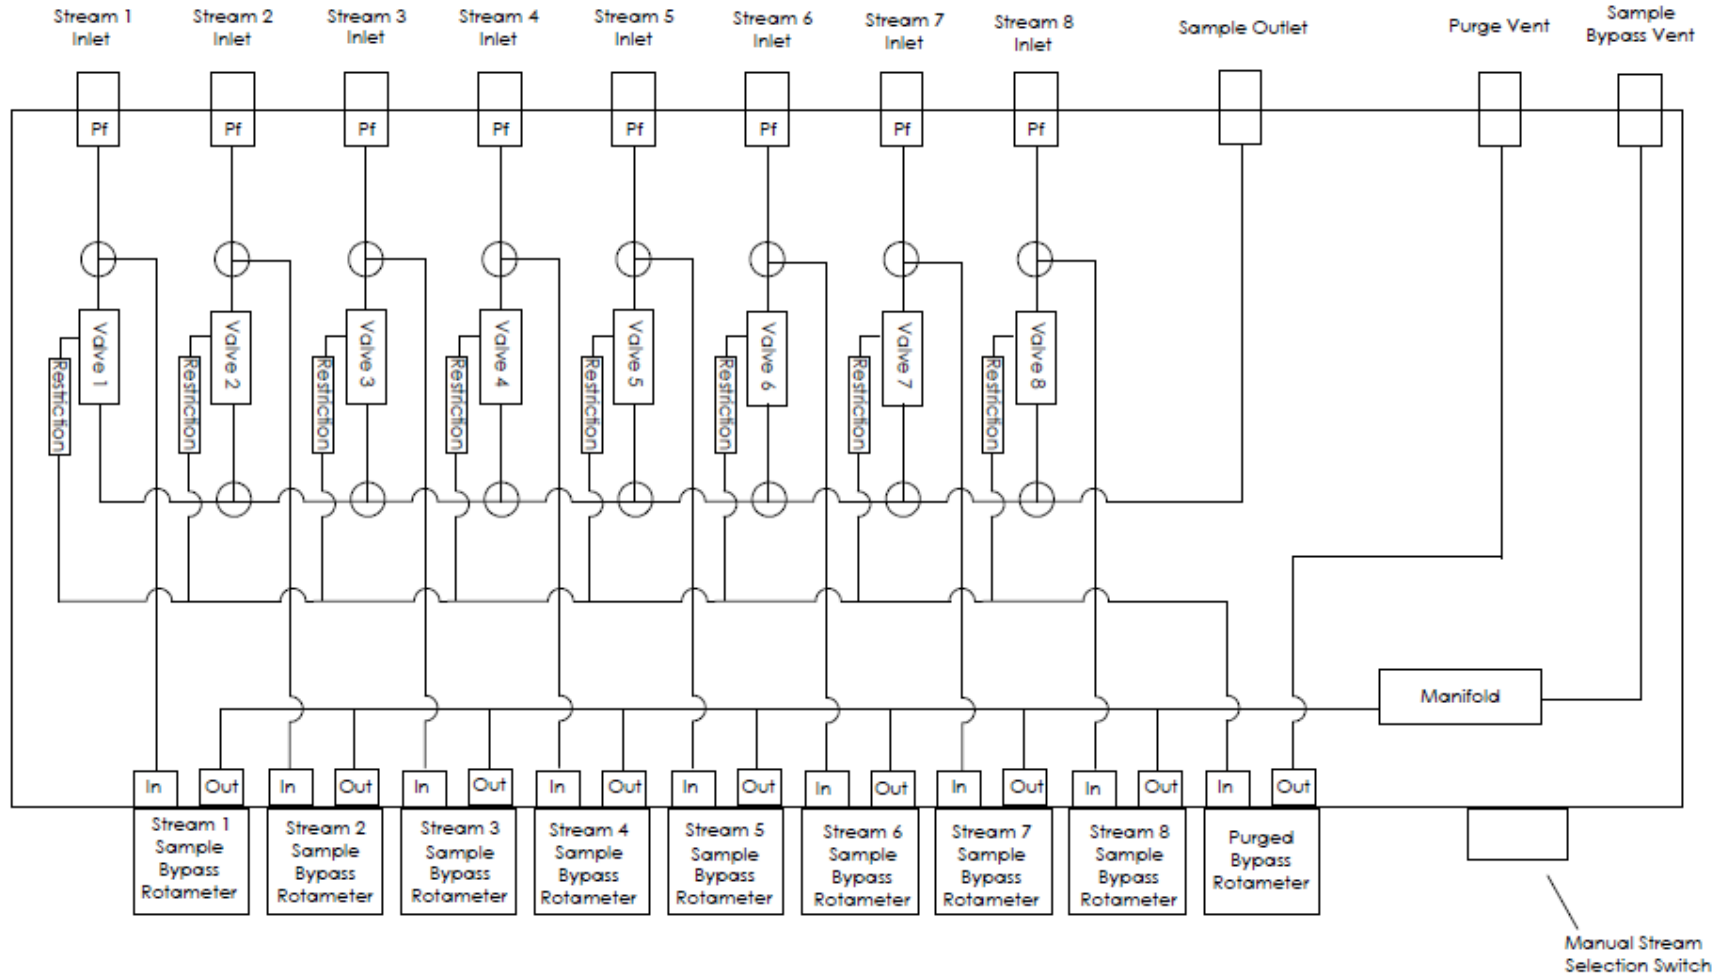 Stream 1
Inlet
Stream 2
Inlet
Stream 3
Inlet
Stream 4
Inlet
Stream 5
Inlet
Stream 6
Inlet
Stream 7
Inlet
Stream 8
Inlet
Sample Outlet
Purge Vent
Sample
Bypass Vent
Pf
Pf
Pf
Pf
Pf
Pf
Pf
Pf
Valve 1
Valve 2
Valve 3
Valve 4
Valve 5
Valve 6
Valve 7
Valve 8
Restriction
Restriction
Restriction
Restriction
Restriction
Restriction
Restriction
Restriction
Manifold
In
Out
In
Out
In
Out
In
Out
In
Out
In
Out
In
Out
In
Out
In
Out
Stream 1
Sample
Bypass
Rotameter
Stream 2
Sample
Bypass
Rotameter
Stream 3
Sample
Bypass
Rotameter
Stream 4
Sample
Bypass
Rotameter
Stream 5
Sample
Bypass
Rotameter
Stream 6
Sample
Bypass
Rotameter
Stream 7
Sample
Bypass
Rotameter
Stream 8
Sample
Bypass
Rotameter
Purged
Bypass
Rotameter
Manual Stream
Selection Switch